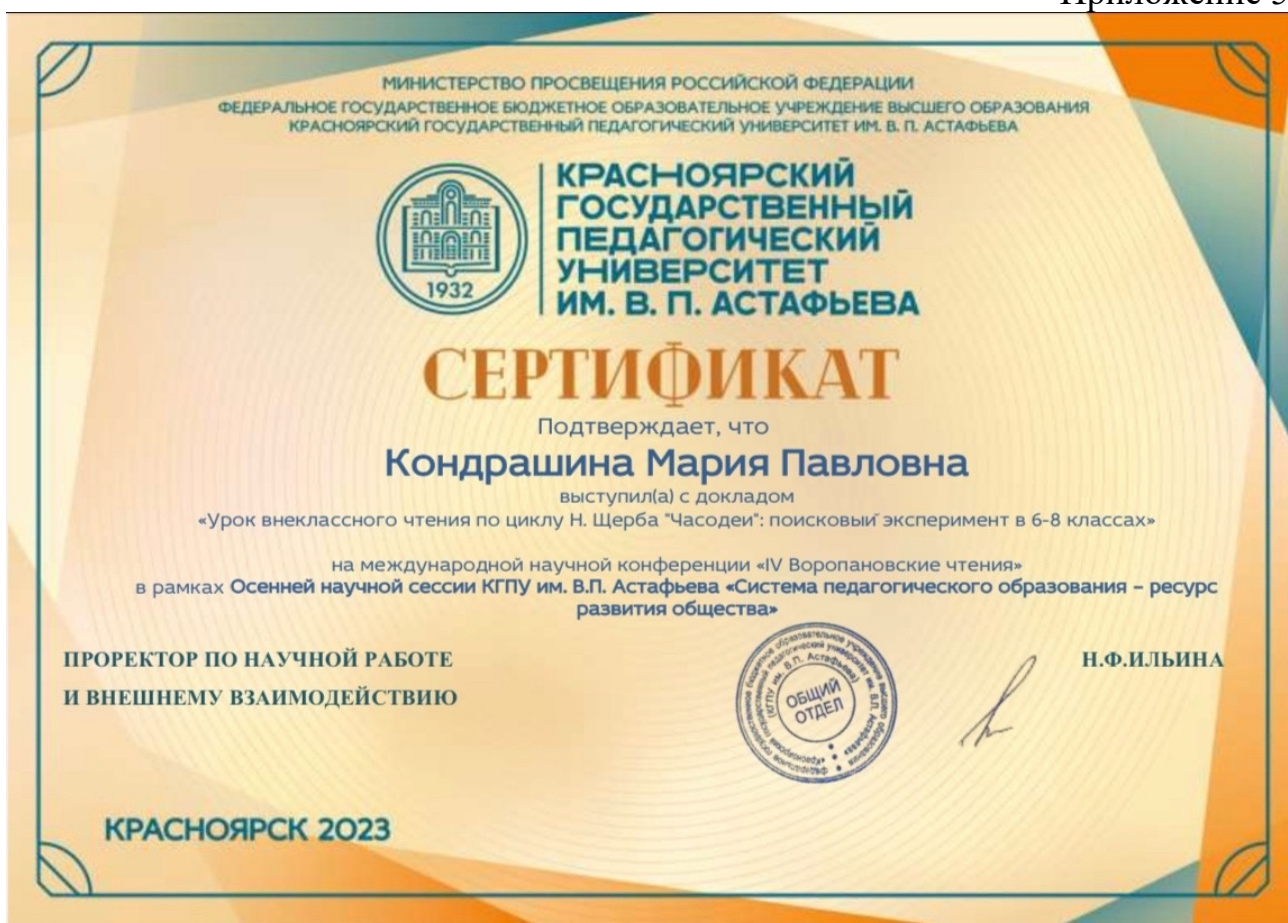 Приложение 5
МИНИСТЕРСТВО ПРОСВЕЩЕНИЯ РОССИЙСКОЙ ФЕДЕРАЦИИ
ФЕДЕРАЛЬНОЕ ГОСУДАРСТВЕННОЕ БЮДЖЕТНОЕ ОБРАЗОВАТЕЛЬНОЕ УЧРЕЖДЕНИЕ ВЫСШЕГО ОБРАЗОВАНИЯ
КРАСНОЯРСКИЙ ГОСУДАРСТВЕННЫЙ ПЕДАГОГИЧЕСКИЙ УНИВЕРСИТЕТ ИМ. В. П. АСТАФЬЕВА
1932
КРАСНОЯРСКИЙ
ГОСУДАРСТВЕННЫЙ
ПЕДАГОГИЧЕСКИЙ
УНИВЕРСИТЕТ
ИМ. В. П. АСТАФЬЕВА
СЕРТИФИКАТ
Подтверждает, что
Кондрашина Мария Павловна
выступил(а) с докладом
«Урок внеклассного чтения по циклу Н. Щерба "Часодеи": поисковый эксперимент в 6-8 классах»
на международной научной конференции «IV Воропановские чтения»
в рамках Осенней научной сессии КГПУ им. В.П. Астафьева «Система педагогического образования – ресурс
развития общества»
ПРОРЕКТОР ПО НАУЧНОЙ РАБОТЕ
И ВНЕШНЕМУ ВЗАИМОДЕЙСТВИЮ
ОБЩИЙ
ОТДЕЛ
Н.Ф.ИЛЬИНА
КРАСНОЯРСК 2023